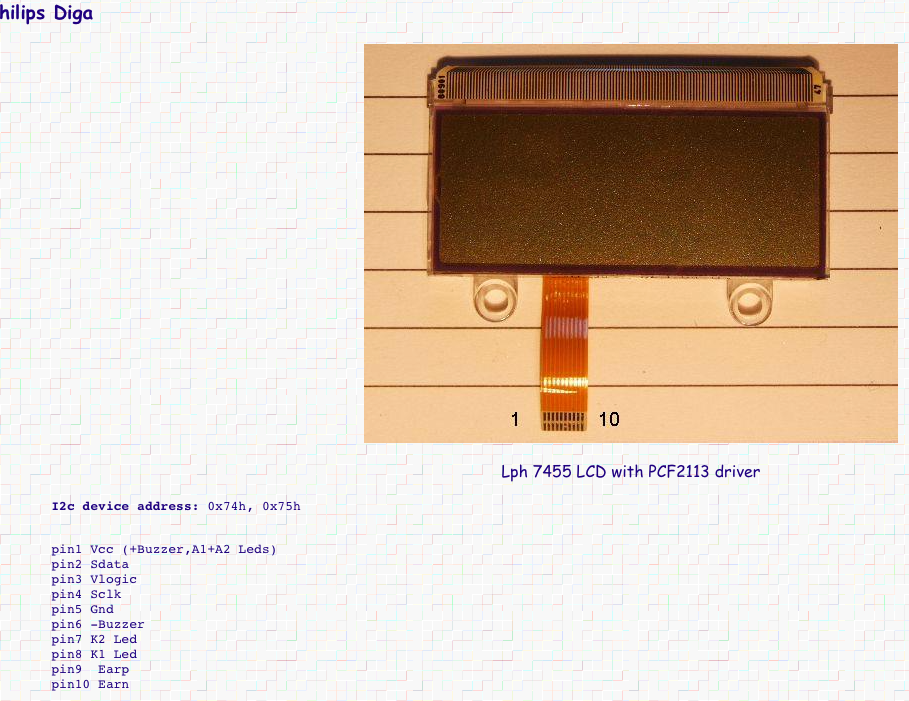 hilips Diga
80901
47
1 10
Lph 7455 LCD with PCF2113 driver
I2c device address: 0x74h, 0x75h
pin1 Vcc (+Buzzer,A1+A2 Leds)
pin2 Sdata
pin3 Vlogic
pin4 Sclk
pin5 Gnd
pin6 -Buzzer
pin7 K2 Led
pin8 K1 Led
pin9  Earp
pin10 Earn